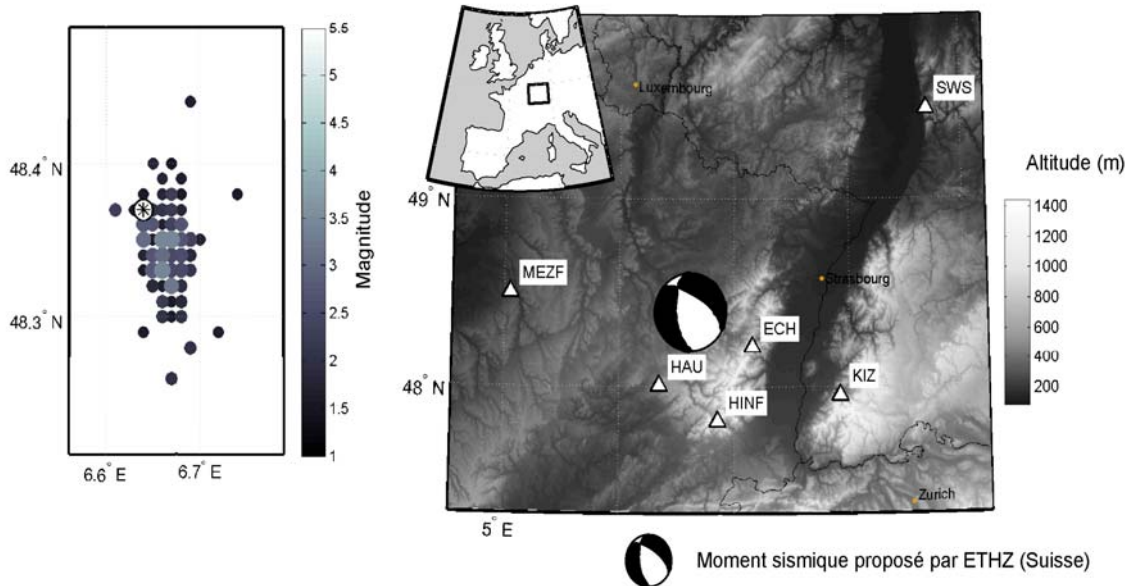 48.4° N
48.3° N
6.6° E
6.7° E
5.5
5
4.5
4
3.5
3
2.5
2
1.5
1
Magnitude
Luxembourg
SWS
49° N
MEZF
Strasbourg
ECH
HAU
KIZ
48° N
HINF
Zurich
5° E
Altitude (m)
1400
1200
1000
800
600
400
200
Moment sismique proposé par ETHZ (Suisse)